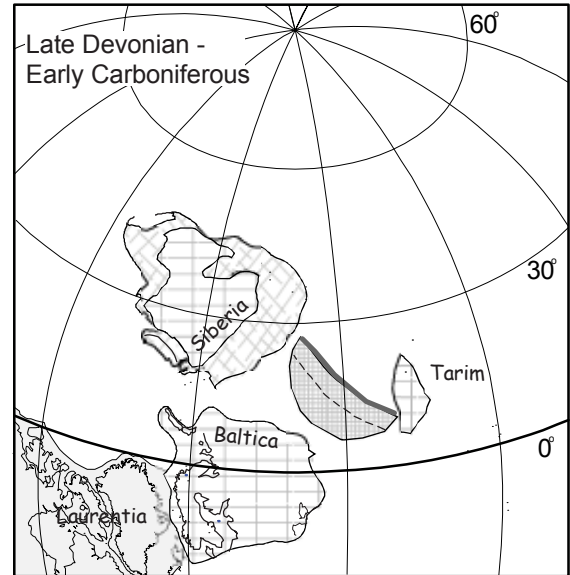 Late Devonian -
Early Carboniferous
60°
30°
Siberia
Tarim
Baltica
0°
Laurentia